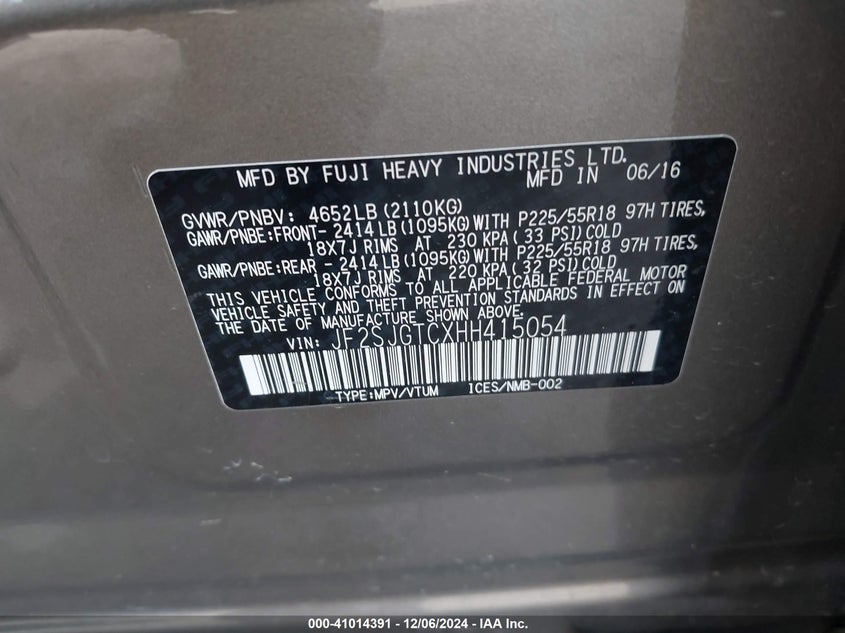 MFD BY FUJI HEAVY INDUSTRIES LTD.
MFD IN 06/16
GVWR/PNBV: 4652LB(2110KG)
GAWR/PNBE:FRONT- 2414LB(1095KG)WITH P225/55R18 97H TIRES,
18X7J RIMS AT 230 KPA(33 PSI)COLD
GAWR/PNBE:REAR - 2414LB(1095KG)WITH P225/55R18 97H TIRES,
18X7J RIMS AT 220 KPA(32 PSI)COLD
THIS VEHICLE CONFORMS TO ALL APPLICABLE FEDERAL MOTOR
VEHICLE SAFETY AND THEFT PREVENTION STANDARDS IN EFFECT ON
THE DATE OF MANUFACTURE SHOWN ABOVE.
VIN: JF2SJGTCXHH415054
TYPE:MPV/VTUM ICES/NMB-002
000-41014391 - 12/06/2024 - IAA Inc.